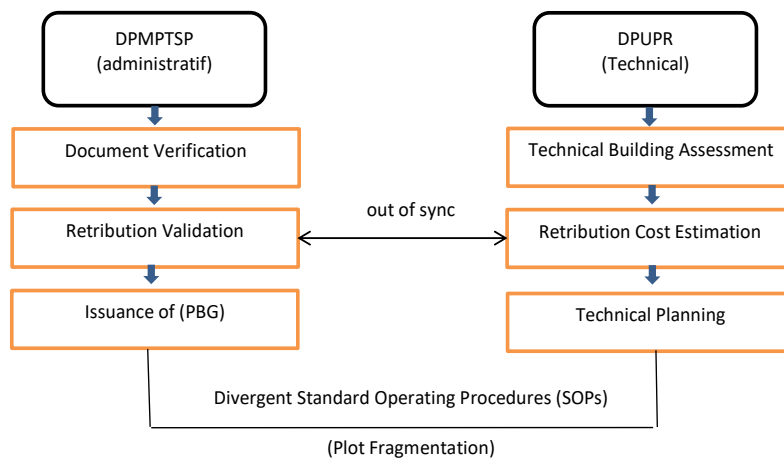 DPMPTSP
(administratif)
DPUPR
(Technical)
Document Verification
Technical Building Assessment
out of sync
Retribution Validation
Retribution Cost Estimation
Issuance of (PBG)
Technical Planning
Divergent Standard Operating Procedures (SOPs)
(Plot Fragmentation)